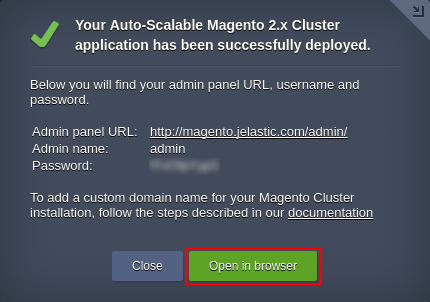 Your Auto-Scalable Magento 2.x Cluster
application has been successfully deployed.
Below you will find your admin panel URL, username and
password.
Admin panel URL: http://magento.jelastic.com/admin/
Admin name: admin
Password:
To add a custom domain name for your Magento Cluster
installation, follow the steps described in our documentation
Close Open in browser